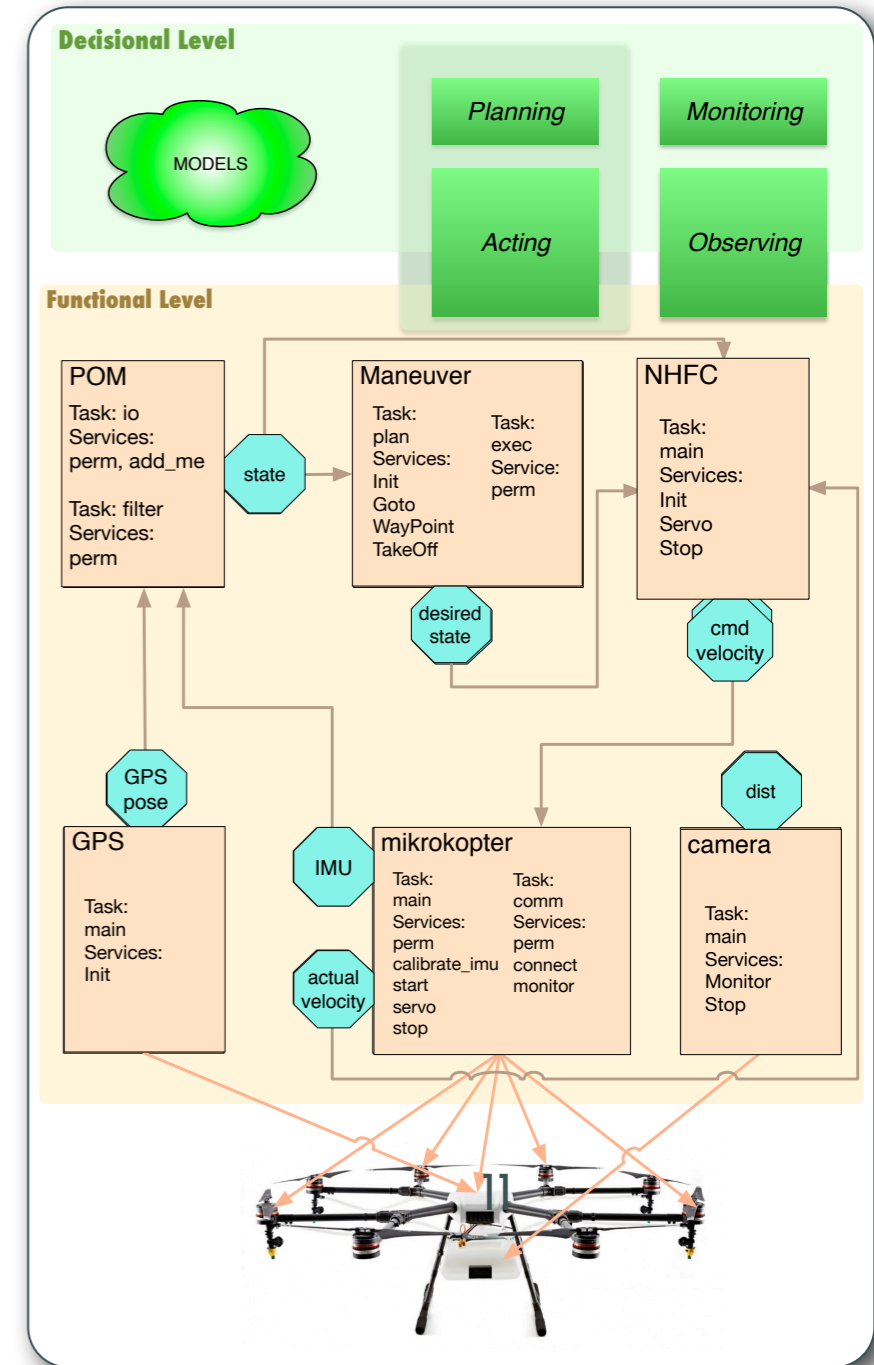 Decisional Level
MODELS
Planning
Monitoring
Acting
Observing
Functional Level
POM
Task: io
Services:
perm, add_me
Task: filter
Services:
perm
state
Maneuver
Task:
plan
Services:
Init
Goto
WayPoint
TakeOff
Task:
exec
Service:
perm
desired
state
NHFC
Task:
main
Services:
Init
Servo
Stop
cmd
velocity
GPS
pose
GPS
Task:
main
Services:
Init
IMU
actual
velocity
mikrokopter
Task:
main
Services:
perm
calibrate_imu
start
servo
stop
Task:
comm
Services:
perm
connect
monitor
dist
camera
Task:
main
Services:
Monitor
Stop
11